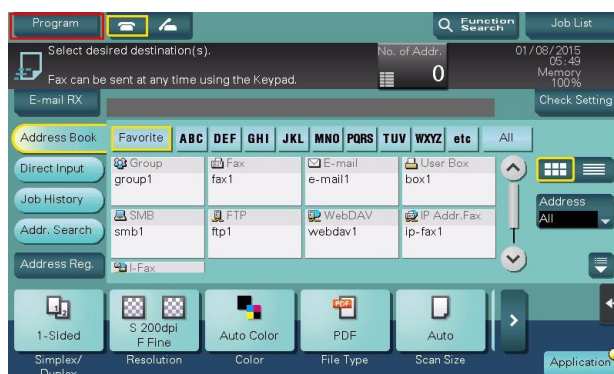 Program
Function Search
Job List
Select desired destination(s).
Fax can be sent at any time using the Keypad.
No. of Addr.
0
01/08/2015
05:49
Memory
100%
E-mail RX
Check Setting
Address Book
Favorite ABC DEF GHI JKL MNO PQRS TUV WXYZ etc All
Direct Input
Group Fax E-mail User Box
group1 fax1 e-mail1 box1
Job History
Address
All
Addr. Search
SMB FTP WebDAV IP Addr.Fax
smb1 ftp1 webdav1 ip-fax1
Address Reg.
I-Fax
1-Sided
S 200dpi
F Fine
Auto Color
PDF
Auto
Simplex/
Duplex
Resolution
Color
File Type
Scan Size
Application